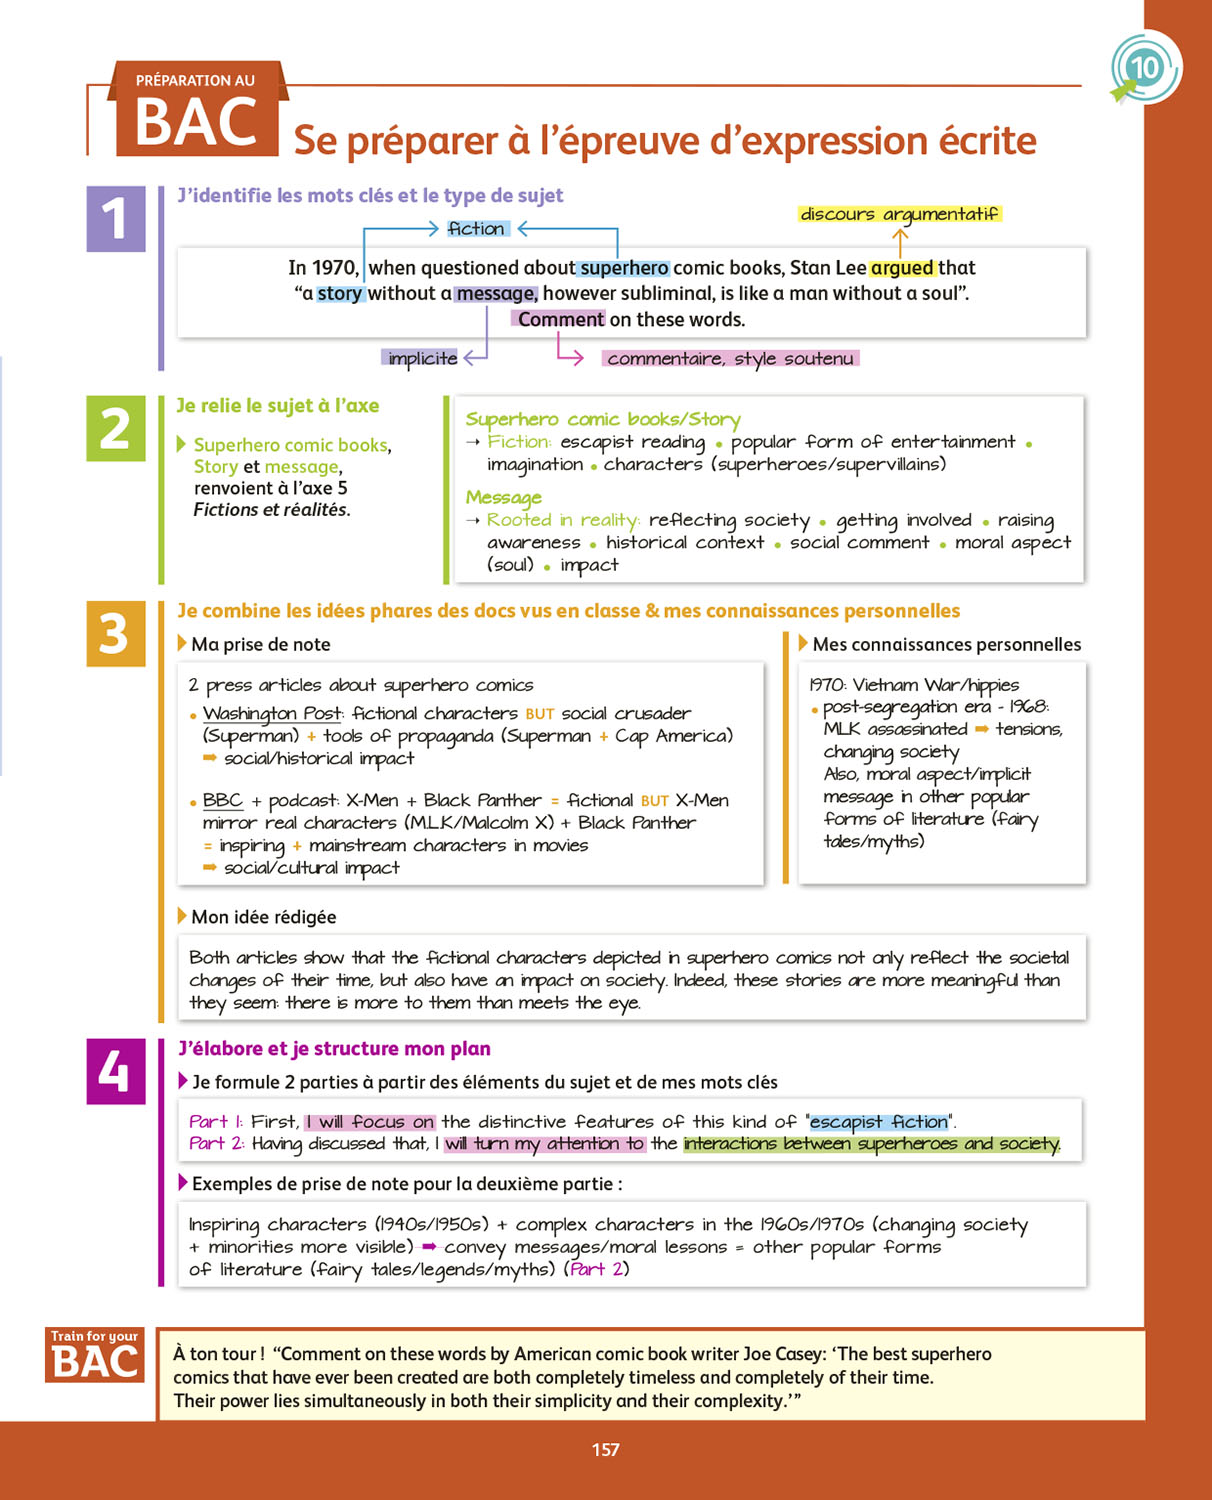 10
PRÉPARATION AU
BAC
Se préparer à l'épreuve d'expression écrite
1
J'identifie les mots clés et le type de sujet
discours argumentatif
fiction
In 1970, when questioned about superhero comic books, Stan Lee argued that
"a story without a message, however subliminal, is like a man without a soul".
Comment on these words.
implicite
commentaire, style soutenu
2
Je relie le sujet à l'axe
Superhero comic books,
Story et message,
renvoient à l'axe 5
Fictions et réalités.
Superhero comic books/Story
→ Fiction: escapist reading • popular form of entertainment •
imagination • characters (superheroes/supervillains)
Message
→ Rooted in reality: reflecting society • getting involved • raising
awareness • historical context • social comment • moral aspect
(soul) • impact
3
Je combine les idées phares des docs vus en classe & mes connaissances personnelles
Ma prise de note
2 press articles about superhero comics
• Washington Post: fictional characters BUT social crusader
(Superman) + tools of propaganda (Superman + Cap America)
➡ social/historical impact
• BBC + podcast: X-Men + Black Panther = fictional BUT X-Men
mirror real characters (M.L.K/Malcolm X) + Black Panther
= inspiring + mainstream characters in movies
➡ social/cultural impact
Mes connaissances personnelles
1970: Vietnam War/hippies
• post-segregation era - 1968:
MLK assassinated ➡ tensions,
changing society
Also, moral aspect/implicit
message in other popular
forms of literature (fairy
tales/myths)
Mon idée rédigée
Both articles show that the fictional characters depicted in superhero comics not only reflect the societal
changes of their time, but also have an impact on society. Indeed, these stories are more meaningful than
they seem: there is more to them than meets the eye.
4
J'élabore et je structure mon plan
Je formule 2 parties à partir des éléments du sujet et de mes mots clés
Part 1: First, I will focus on the distinctive features of this kind of "escapist fiction".
Part 2: Having discussed that, I will turn my attention to the interactions between superheroes and society.
Exemples de prise de note pour la deuxième partie :
Inspiring characters (1940s/1950s) + complex characters in the 1960s/1970s (changing society
+ minorities more visible) ➡ convey messages/moral lessons = other popular forms
of literature (fairy tales/legends/myths) (Part 2)
Train for your
BAC
À ton tour ! "Comment on these words by American comic book writer Joe Casey: 'The best superhero
comics that have ever been created are both completely timeless and completely of their time.
Their power lies simultaneously in both their simplicity and their complexity.'"
157